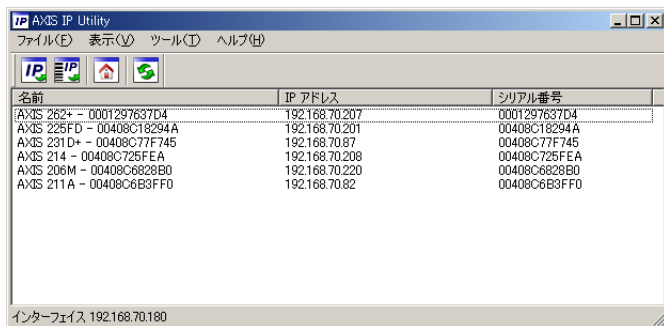 AXIS IP Utility
ファイル(F) 表示(V) ツール(T) ヘルプ(H)
IP IP
名前 IP アドレス シリアル番号
AXIS 262+ - 0001297637D4 192.168.70.207 0001297637D4
AXIS 225FD - 00408C18294A 192.168.70.201 00408C18294A
AXIS 231D+ - 00408C77F745 192.168.70.87 00408C77F745
AXIS 214 - 00408C725FEA 192.168.70.208 00408C725FEA
AXIS 206M - 00408C6828B0 192.168.70.220 00408C6828B0
AXIS 211A - 00408C6B3FF0 192.168.70.82 00408C6B3FF0
インターフェイス 192.168.70.180